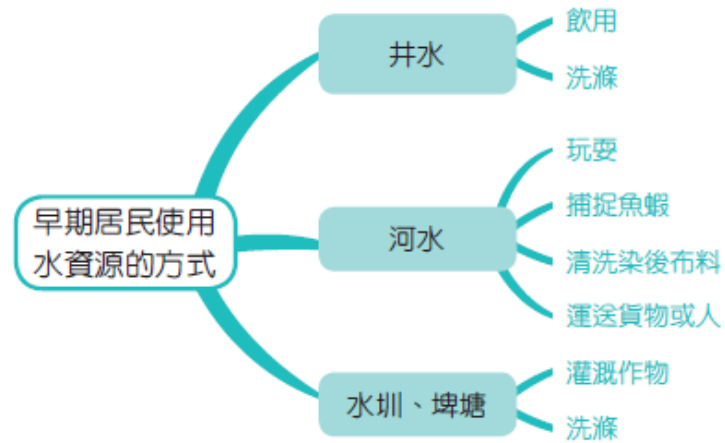 早期居民使用
水資源的方式
井水
飲用
洗滌
河水
玩耍
捕捉魚蝦
清洗染後布料
運送貨物或人
水圳、埤塘
灌溉作物
洗滌